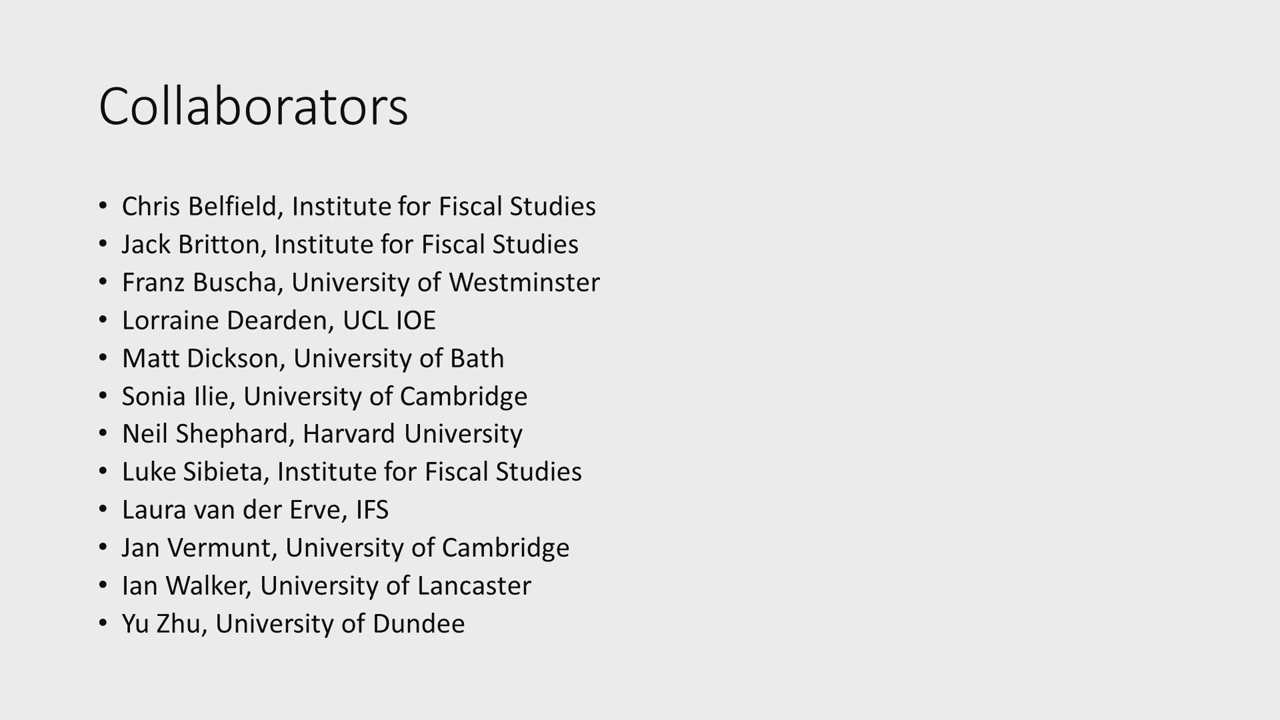 Collaborators
• Chris Belfield, Institute for Fiscal Studies
• Jack Britton, Institute for Fiscal Studies
• Franz Buscha, University of Westminster
• Lorraine Dearden, UCL IOE
• Matt Dickson, University of Bath
• Sonia Ilie, University of Cambridge
• Neil Shephard, Harvard University
• Luke Sibieta, Institute for Fiscal Studies
• Laura van der Erve, IFS
• Jan Vermunt, University of Cambridge
• Ian Walker, University of Lancaster
• Yu Zhu, University of Dundee